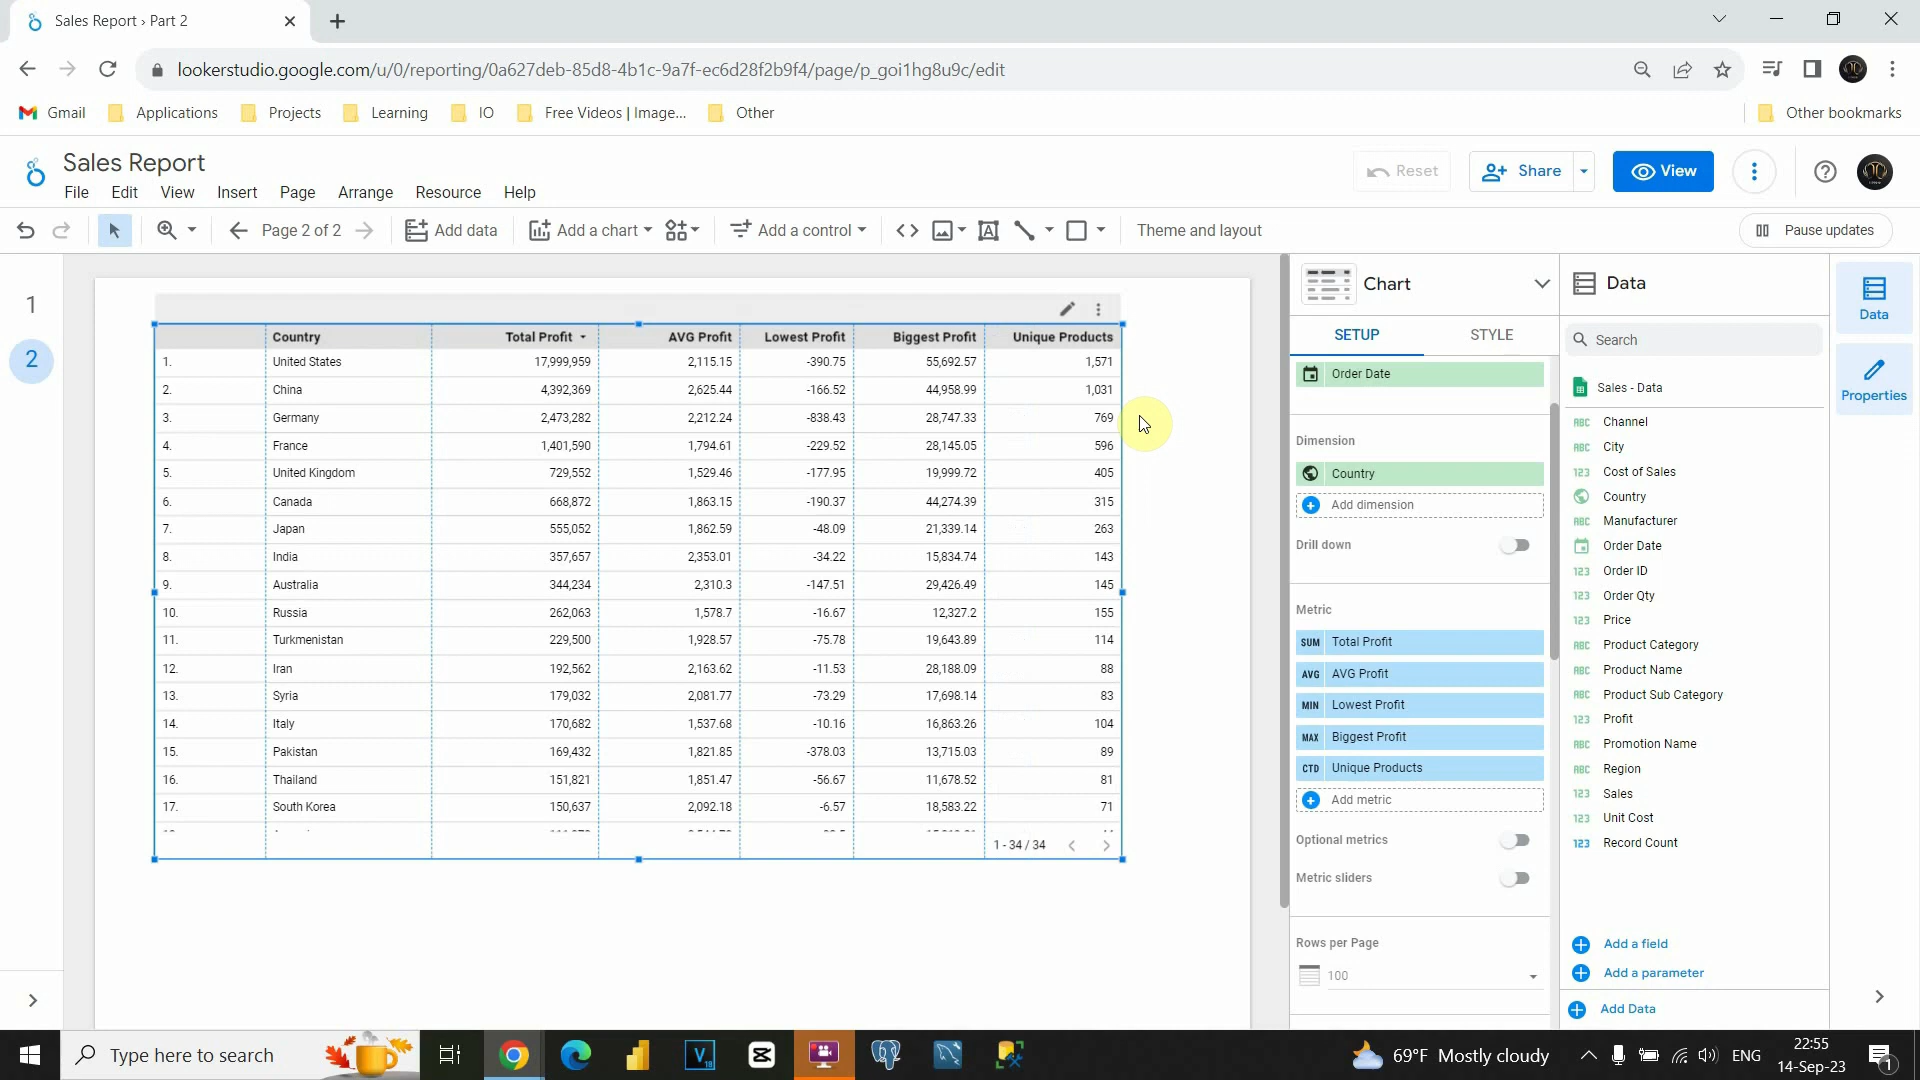 Sales Report › Part 2
lookerstudio.google.com/u/0/reporting/0a627deb-85d8-4b1c-9a7f-ec6d28f2b9f4/page/p_goi1hg8u9c/edit
Gmail Applications Projects Learning IO Free Videos | Image... Other Other bookmarks
Sales Report
Reset Share View
File Edit View Insert Page Arrange Resource Help
Page 2 of 2 Add data Add a chart Add a control Theme and layout Pause updates
1
2
Country Total Profit AVG Profit Lowest Profit Biggest Profit Unique Products
1. United States 17,999,959 2,115.15 -390.75 55,692.57 1,571
2. China 4,392,369 2,625.44 -166.52 44,958.99 1,031
3. Germany 2,473,282 2,212.24 -838.43 28,747.33 769
4. France 1,401,590 1,794.61 -229.52 28,145.05 596
5. United Kingdom 729,552 1,529.46 -177.95 19,999.72 405
6. Canada 668,872 1,863.15 -190.37 44,274.39 315
7. Japan 555,052 1,862.59 -48.09 21,339.14 263
8. India 357,657 2,353.01 -34.22 15,834.74 143
9. Australia 344,234 2,310.3 -147.51 29,426.49 145
10. Russia 262,063 1,578.7 -16.67 12,327.2 155
11. Turkmenistan 229,500 1,928.57 -75.78 19,643.89 114
12. Iran 192,562 2,163.62 -11.53 28,188.09 88
13. Syria 179,032 2,081.77 -73.29 17,698.14 83
14. Italy 170,682 1,537.68 -10.16 16,863.26 104
15. Pakistan 169,432 1,821.85 -378.03 13,715.03 89
16. Thailand 151,821 1,851.47 -56.67 11,678.52 81
17. South Korea 150,637 2,092.18 -6.57 18,583.22 71
1 - 34 / 34
Chart
SETUP STYLE
Order Date
Dimension
Country
Add dimension
Drill down
Metric
SUM Total Profit
AVG AVG Profit
MIN Lowest Profit
MAX Biggest Profit
CTD Unique Products
Add metric
Optional metrics
Metric sliders
Rows per Page
100
Data
Search
Sales - Data
ABC Channel
ABC City
123 Cost of Sales
Country
ABC Manufacturer
Order Date
123 Order ID
123 Order Qty
123 Price
ABC Product Category
ABC Product Name
ABC Product Sub Category
123 Profit
ABC Promotion Name
ABC Region
123 Sales
123 Unit Cost
123 Record Count
Add a field
Add a parameter
Add Data
Data
Properties
Type here to search
V
18
69°F Mostly cloudy
ENG
22:55
14-Sep-23
1